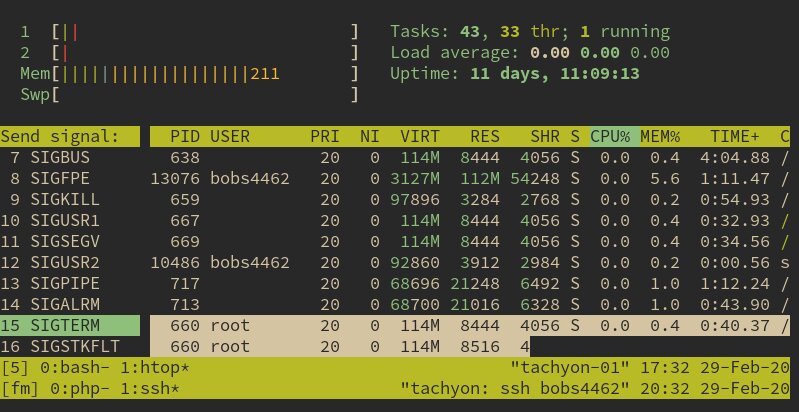 1 [|| ] Tasks: 43, 33 thr; 1 running
2 [| ] Load average: 0.00 0.00 0.00
Mem[|||||||||||||||||||211 ] Uptime: 11 days, 11:09:13
Swp[ ]
Send signal: PID USER PRI NI VIRT RES SHR S CPU% MEM% TIME+ C
7 SIGBUS 638 20 0 114M 8444 4056 S 0.0 0.4 4:04.88 /
8 SIGFPE 13076 bobs4462 20 0 3127M 112M 54248 S 0.0 5.6 1:11.47 /
9 SIGKILL 659 20 0 97896 3284 2768 S 0.0 0.2 0:54.93 /
10 SIGUSR1 667 20 0 114M 8444 4056 S 0.0 0.4 0:32.93 /
11 SIGSEGV 669 20 0 114M 8444 4056 S 0.0 0.4 0:34.56 /
12 SIGUSR2 10486 bobs4462 20 0 92860 3912 2984 S 0.0 0.2 0:00.56 s
13 SIGPIPE 717 20 0 68696 21248 6492 S 0.0 1.0 1:12.24 /
14 SIGALRM 713 20 0 68700 21016 6328 S 0.0 1.0 0:43.90 /
15 SIGTERM 660 root 20 0 114M 8444 4056 S 0.0 0.4 0:40.37 /
16 SIGSTKFLT 660 root 20 0 114M 8516 4
[5] 0:bash- 1:htop* "tachyon-01" 17:32 29-Feb-20
[fm] 0:php- 1:ssh* "tachyon: ssh bobs4462" 20:32 29-Feb-20